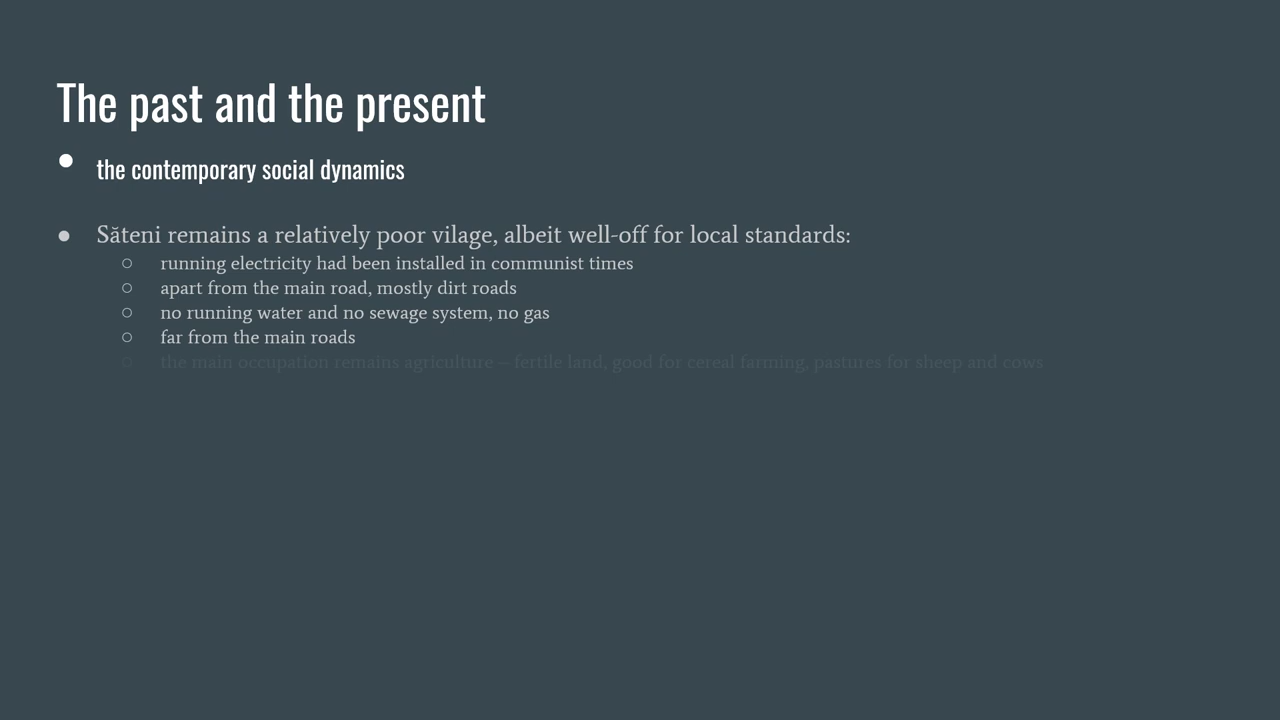 The past and the present
● the contemporary social dynamics
● Săteni remains a relatively poor vilage, albeit well-off for local standards:
○ running electricity had been installed in communist times
○ apart from the main road, mostly dirt roads
○ no running water and no sewage system, no gas
○ far from the main roads
○ the main occupation remains agriculture – fertile land, good for cereal farming, pastures for sheep and cows